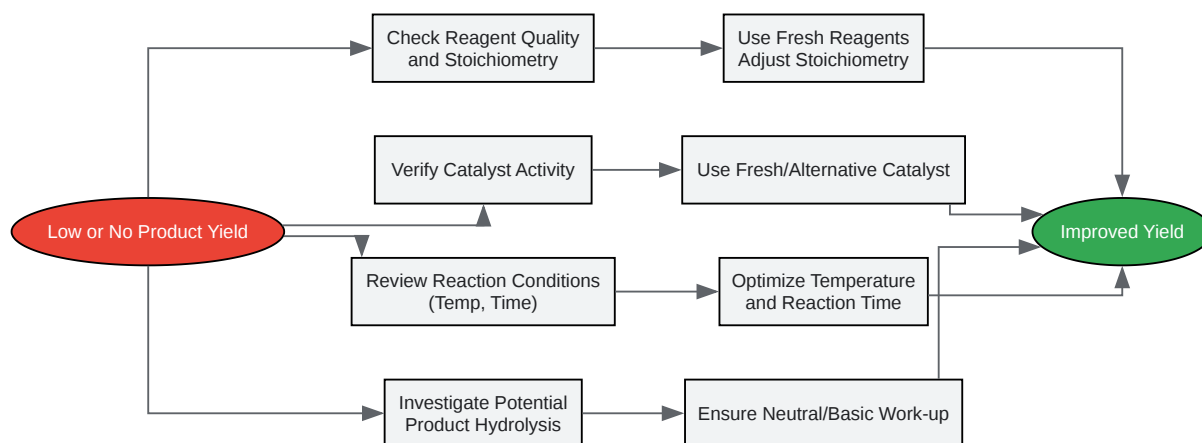 Check Reagent Quality
and Stoichiometry
Use Fresh Reagents
Adjust Stoichiometry
Verify Catalyst Activity
Use Fresh/Alternative Catalyst
Low or No Product Yield
Improved Yield
Review Reaction Conditions
(Temp, Time)
Optimize Temperature
and Reaction Time
Investigate Potential
Product Hydrolysis
Ensure Neutral/Basic Work-up